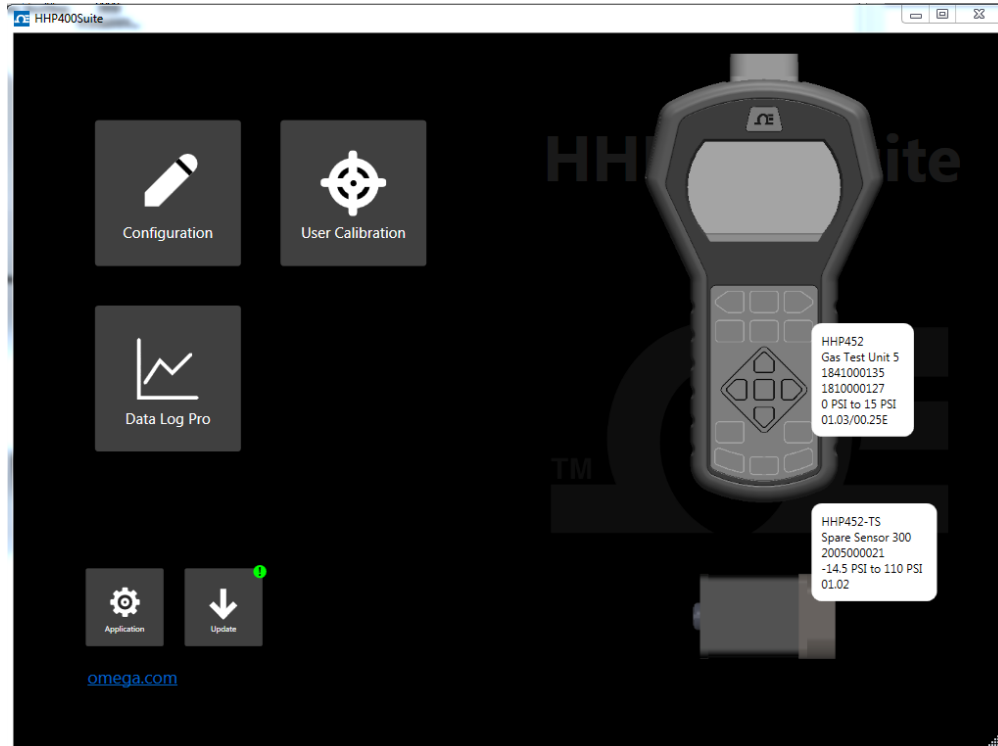 HHP400Suite
Configuration
User Calibration
Data Log Pro
HHP452
Gas Test Unit 5
1841000135
1810000127
0 PSI to 15 PSI
01.03/00.25E
TM
HHP452-TS
Spare Sensor 300
2005000021
-14.5 PSI to 110 PSI
01.02
Application
Update
omega.com